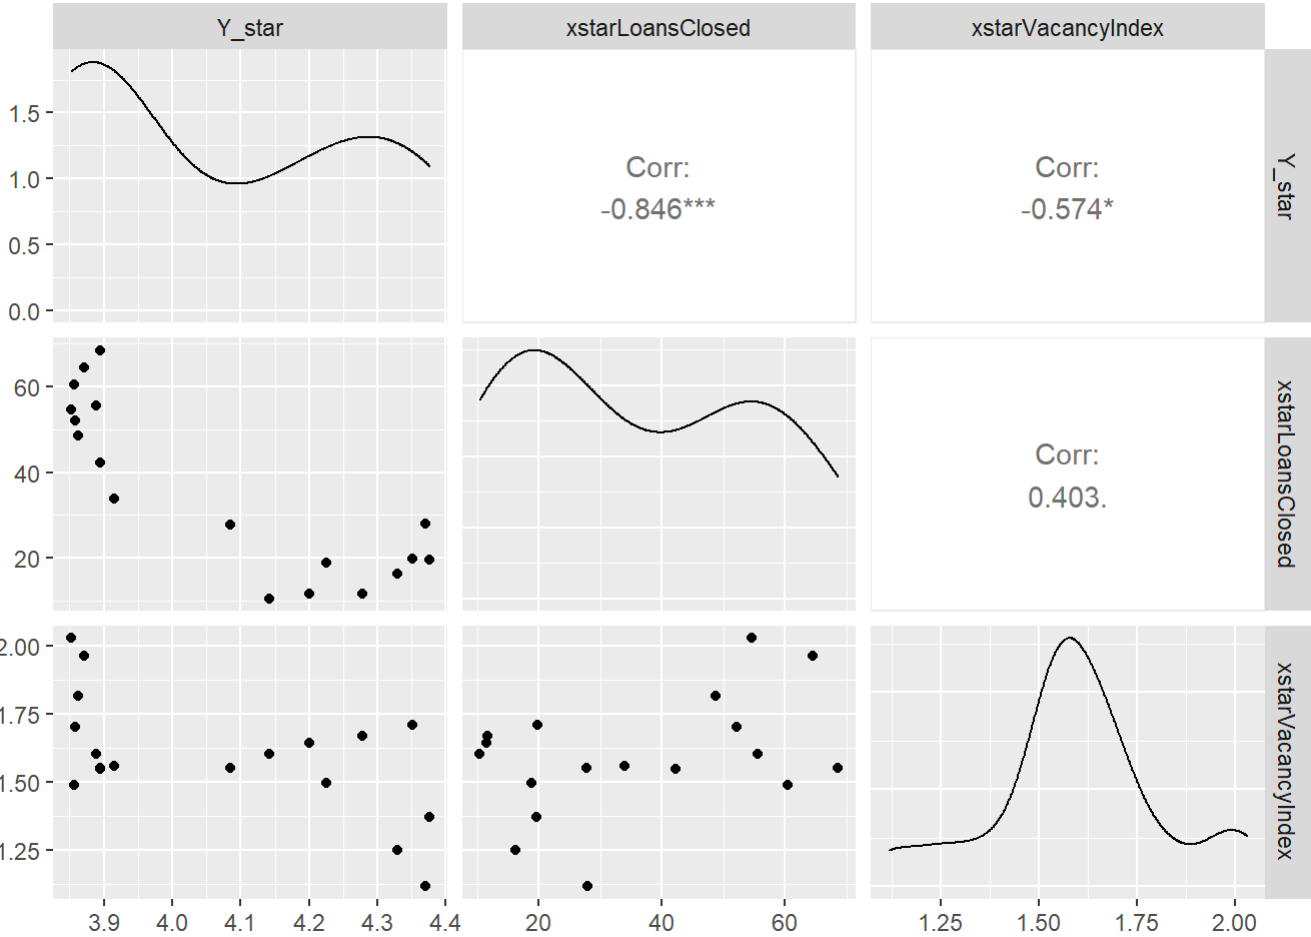 Y_star
xstarLoansClosed
xstarVacancyIndex
1.5
1.0
0.5
0.0
Corr:
-0.846***
Corr:
-0.574*
Y_star
60
40
20
Corr:
0.403.
xstarLoansClosed
2.00
1.75
1.50
1.25
xstarVacancyIndex
3.9 4.0 4.1 4.2 4.3 4.4
20 40 60
1.25 1.50 1.75 2.00